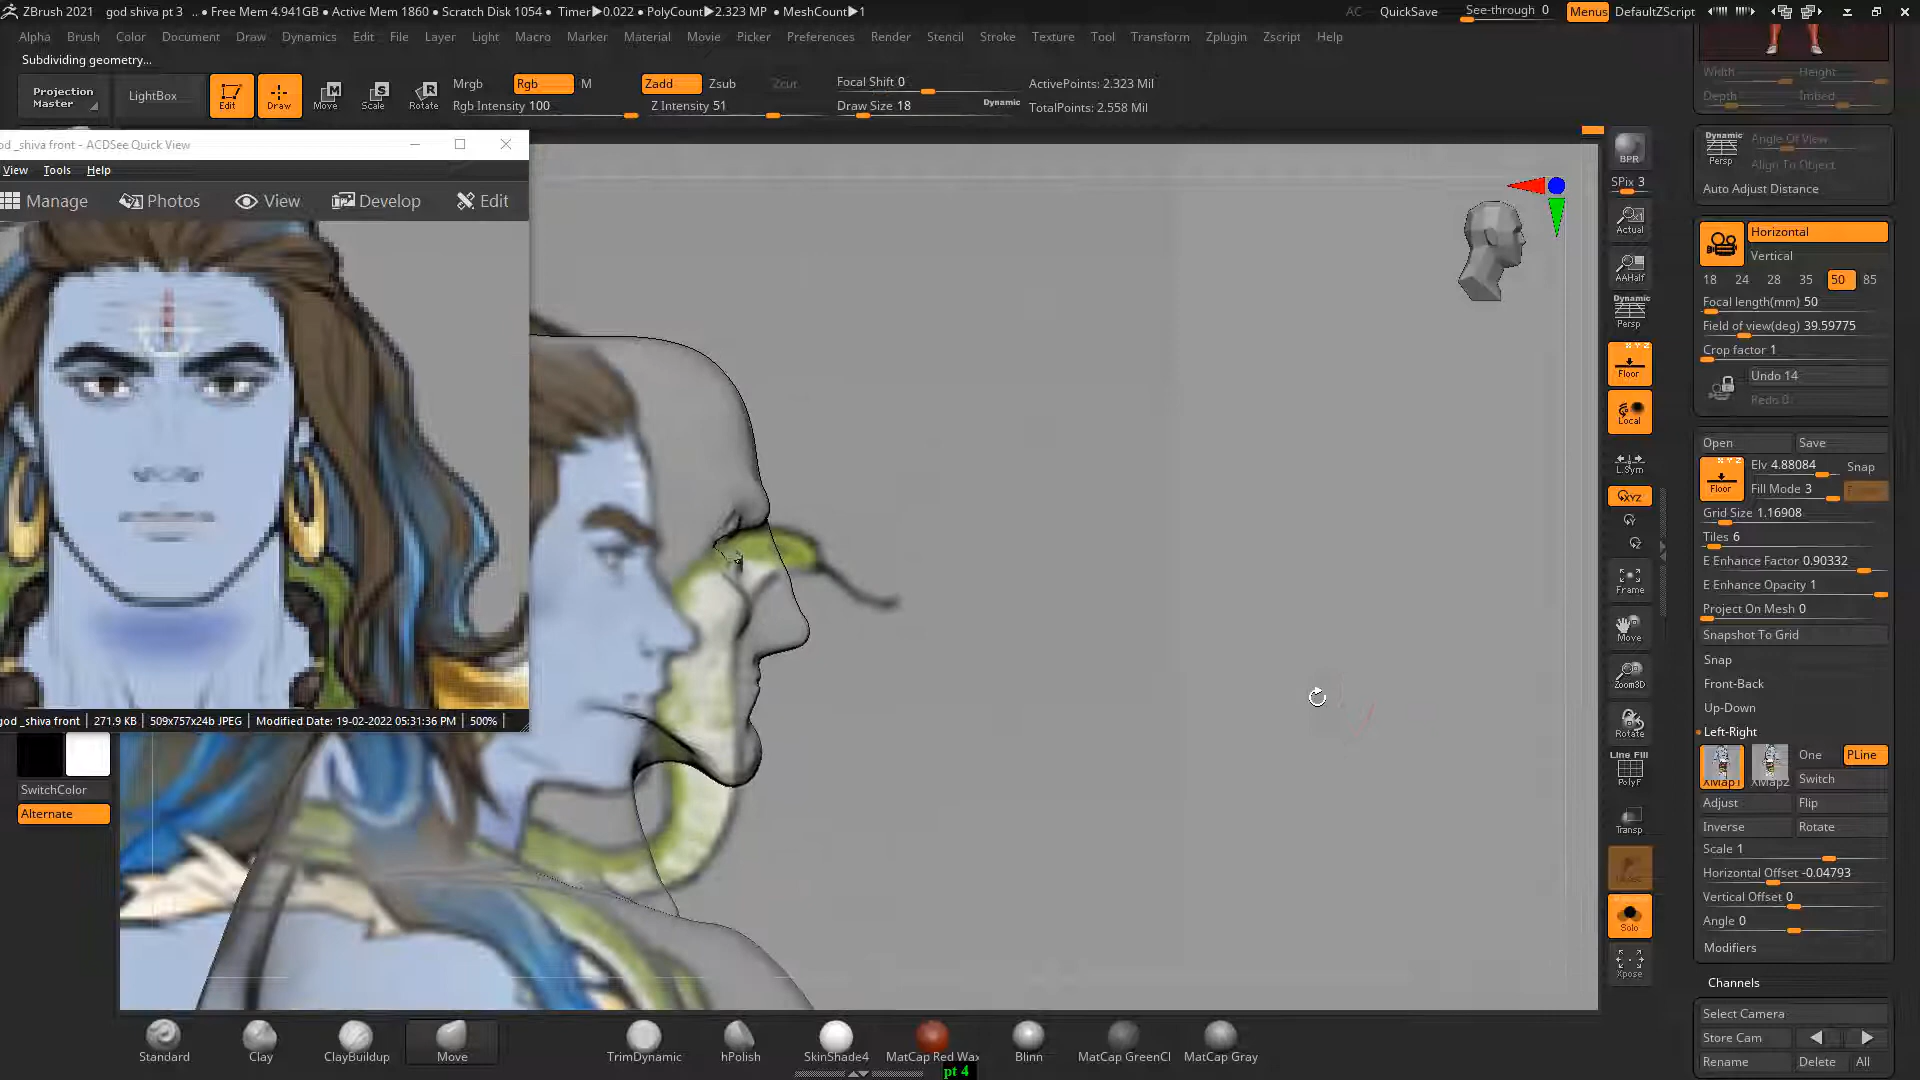 ZBrush 2021 god shiva pt 3 .. ● Free Mem 4.941GB ● Active Mem 1860 ● Scratch Disk 1054 ● Timer▶0.022 ● PolyCount▶2.323 MP ● MeshCount▶1 AC QuickSave See-through 0 Menus DefaultZScript
Alpha Brush Color Document Draw Dynamics Edit File Layer Light Macro Marker Material Movie Picker Preferences Render Stencil Stroke Texture Tool Transform Zplugin Zscript Help
Subdividing geometry...
Projection Master
LightBox
Edit
Draw
Move
Scale
Rotate
Mrgb Rgb M
Rgb Intensity 100
Zadd Zsub Zcut
Z Intensity 51
Focal Shift 0
Draw Size 18
Dynamic
ActivePoints: 2.323 Mil
TotalPoints: 2.558 Mil
god _shiva front - ACDSee Quick View
View Tools Help
Manage Photos View Develop Edit
god _shiva front 271.9 KB 509x757x24b JPEG Modified Date: 19-02-2022 05:31:36 PM 500%
SwitchColor
Alternate
BPR
SPix 3
Actual
AAHalf
Dynamic
Persp
X Y Z
Floor
Local
L.Sym
XYZ
Frame
Move
Zoom3D
Rotate
Line Fill
PolyF
Transp
Solo
Xpose
Width Height
Depth Imbed
Dynamic
Persp
Angle Of View
Align To Object
Auto Adjust Distance
Horizontal
Vertical
18 24 28 35 50 85
Focal length(mm) 50
Field of view(deg) 39.59775
Crop factor 1
Undo 14
Redo 0
Open Save
X Y Z
Floor
Elv 4.88084 Snap
Fill Mode 3
Grid Size 1.16908
Tiles 6
E Enhance Factor 0.90332
E Enhance Opacity 1
Project On Mesh 0
Snapshot To Grid
Snap
Front-Back
Up-Down
Left-Right
XMap1 XMap2
One PLine
Switch
Adjust Flip
Inverse Rotate
Scale 1
Horizontal Offset -0.04793
Vertical Offset 0
Angle 0
Modifiers
Channels
Select Camera
Store Cam
Rename Delete All
Standard Clay ClayBuildup Move TrimDynamic hPolish SkinShade4 MatCap Red Wax Blinn MatCap GreenCl MatCap Gray
pt 4